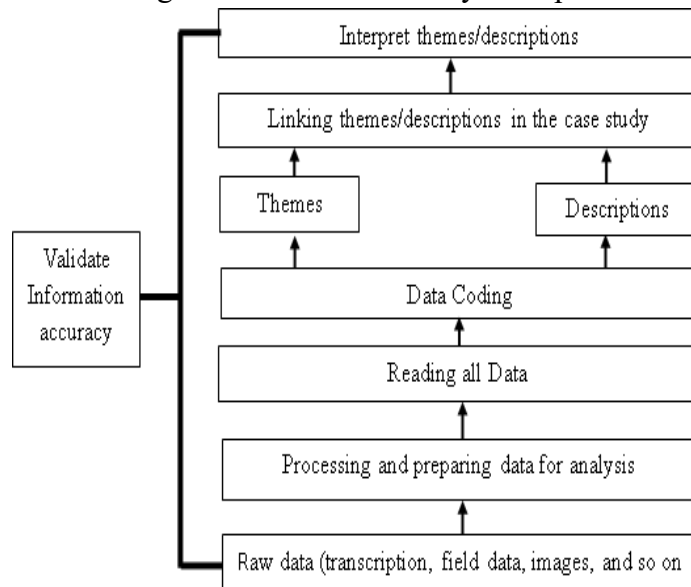 Interpret themes/descriptions
Linking themes/descriptions in the case study
Themes
Descriptions
Validate
Information
accuracy
Data Coding
Reading all Data
Processing and preparing data for analysis
Raw data (transcription, field data, images, and so on